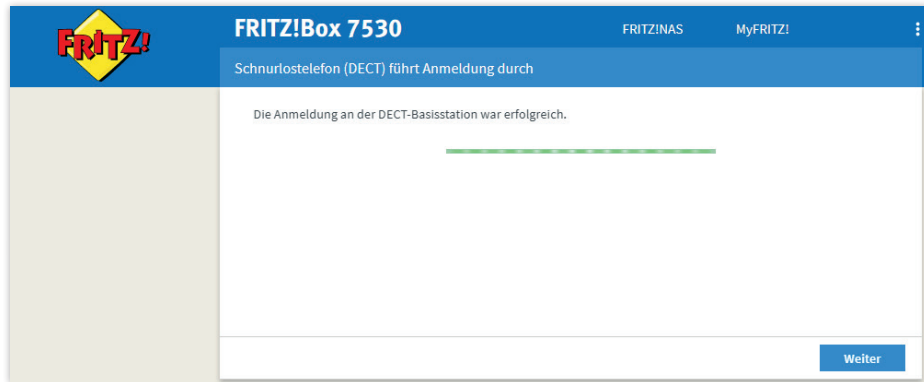 FRITZ!
FRITZ!Box 7530
FRITZ!NAS
MyFRITZ!
Schnurlostelefon (DECT) führt Anmeldung durch
Die Anmeldung an der DECT-Basisstation war erfolgreich.
Weiter